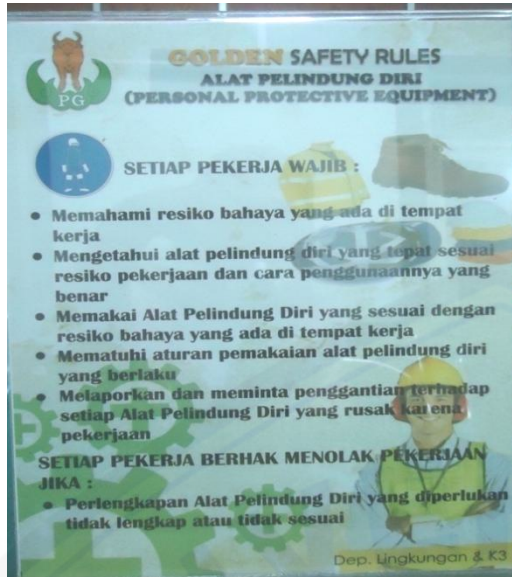 PG
GOLDEN SAFETY RULES
ALAT PELINDUNG DIRI
(PERSONAL PROTECTIVE EQUIPMENT)
SETIAP PEKERJA WAJIB :
• Memahami resiko bahaya yang ada di tempat
kerja
• Mengetahui alat pelindung diri yang tepat sesuai
resiko pekerjaan dan cara penggunaannya yang
benar
• Memakai Alat Pelindung Diri yang sesuai dengan
resiko bahaya yang ada di tempat kerja
• Mematuhi aturan pemakaian alat pelindung diri
yang berlaku
• Melaporkan dan meminta penggantian terhadap
setiap Alat Pelindung Diri yang rusak karena
pekerjaan
SETIAP PEKERJA BERHAK MENOLAK PEKERJAAN
JIKA :
• Perlengkapan Alat Pelindung Diri yang diperlukan
tidak lengkap atau tidak sesuai
Dep. Lingkungan & K3